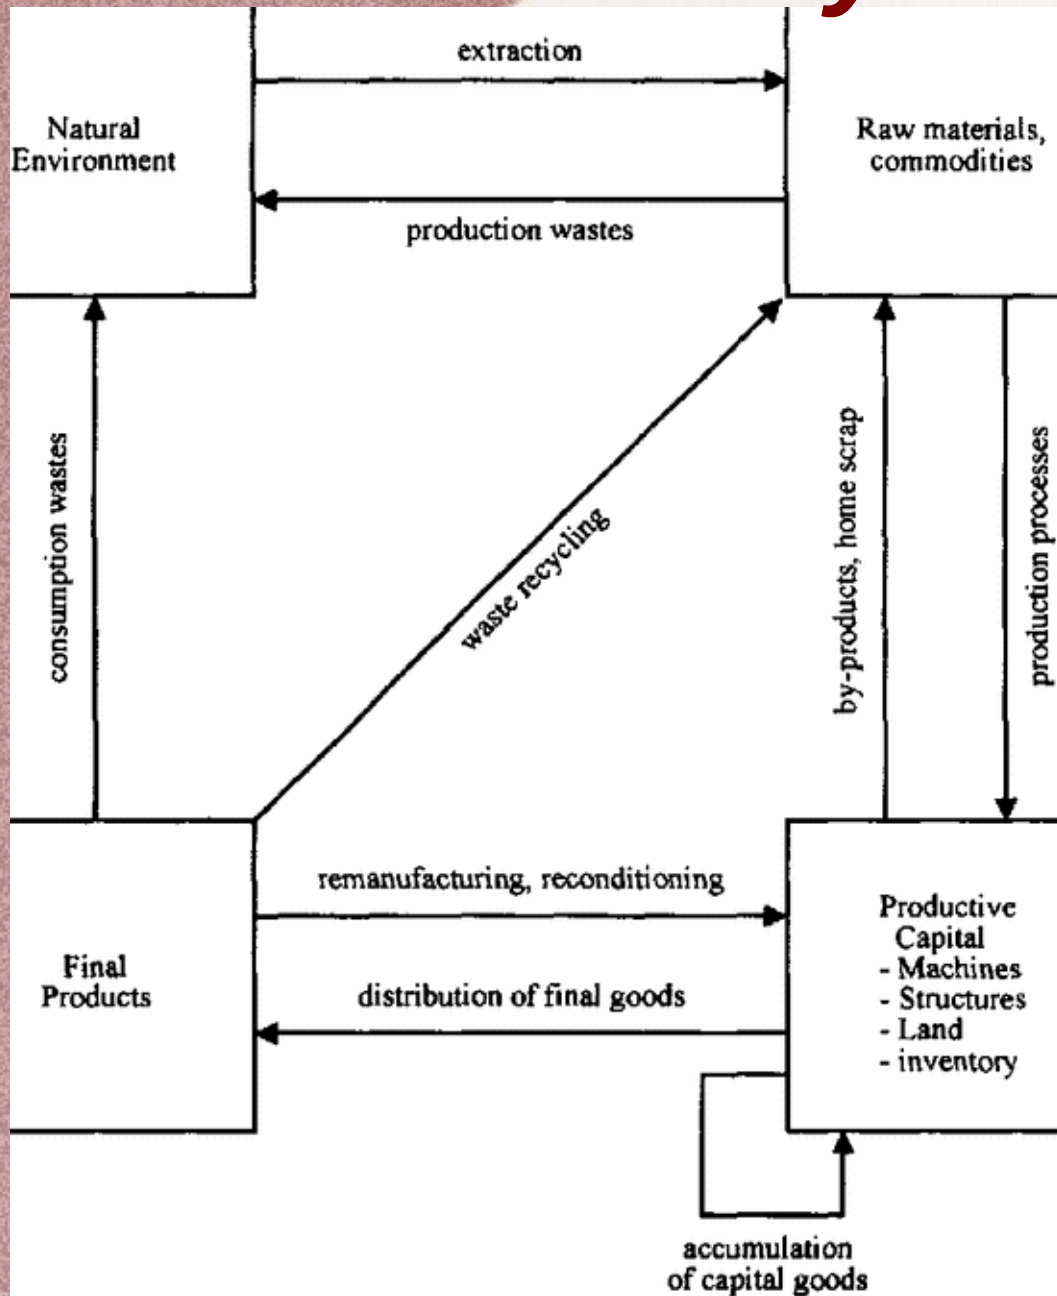 y
extraction
Natural
Environment
Raw materials,
commodities
production wastes
consumption wastes
waste recycling
by-products, home scrap
production processes
remanufacturing, reconditioning
Final
Products
distribution of final goods
Productive
Capital
- Machines
- Structures
- Land
- inventory
accumulation
of capital goods